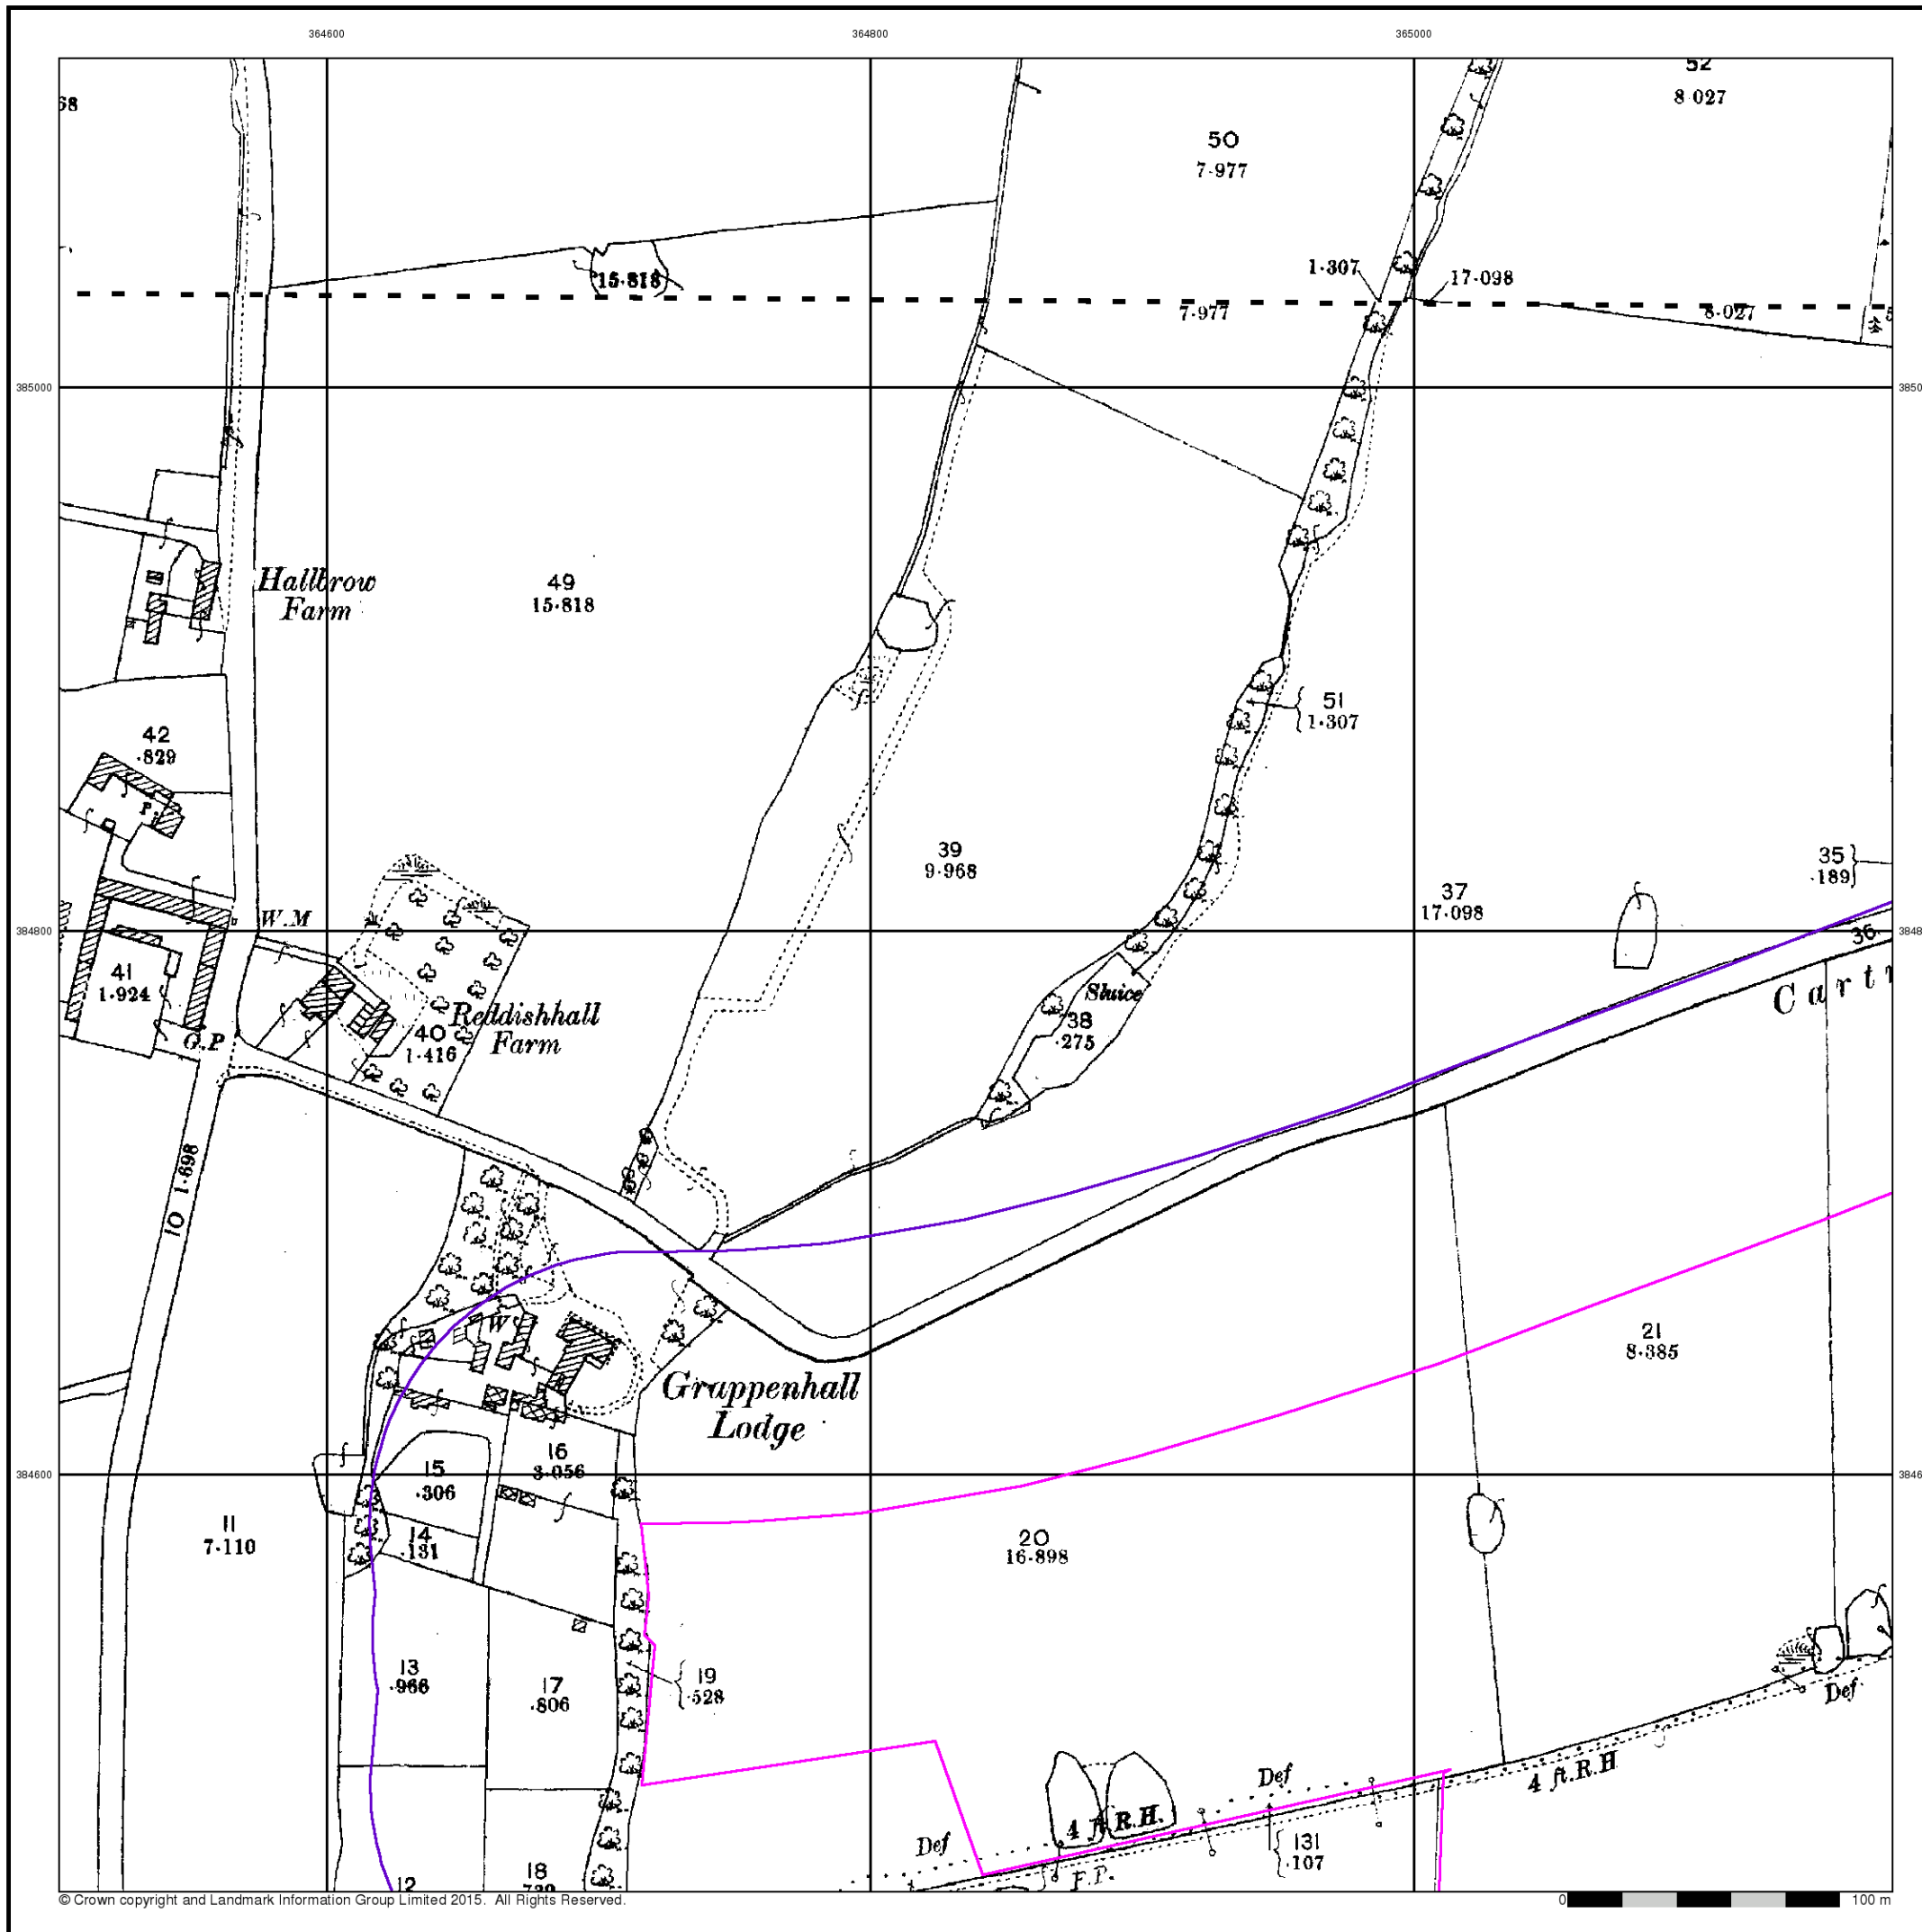 364600 364800 365000
68
52
8·027
50
7·977
15·818
1·307
17·098
7·977
8·027
385000
Hallbrow
Farm
49
15·818
51
1·307
42
·829
P
39
9·968
35
·189
37
17·098
W.M
384800
36
41
1·924
Sluice
38
·275
Reddishhall
Farm
40
1·416
G.P
10 1·698
W
21
8·385
Grappenhall
Lodge
16
3·056
15
·306
384600
11
7·110
14
·131
20
16·898
13
·966
17
·806
19
·528
Def
4 ft.R.H
Def
4 ft R.H.
Def
131
·107
F.P.
18
12
© Crown copyright and Landmark Information Group Limited 2015. All Rights Reserved.
0 100 m